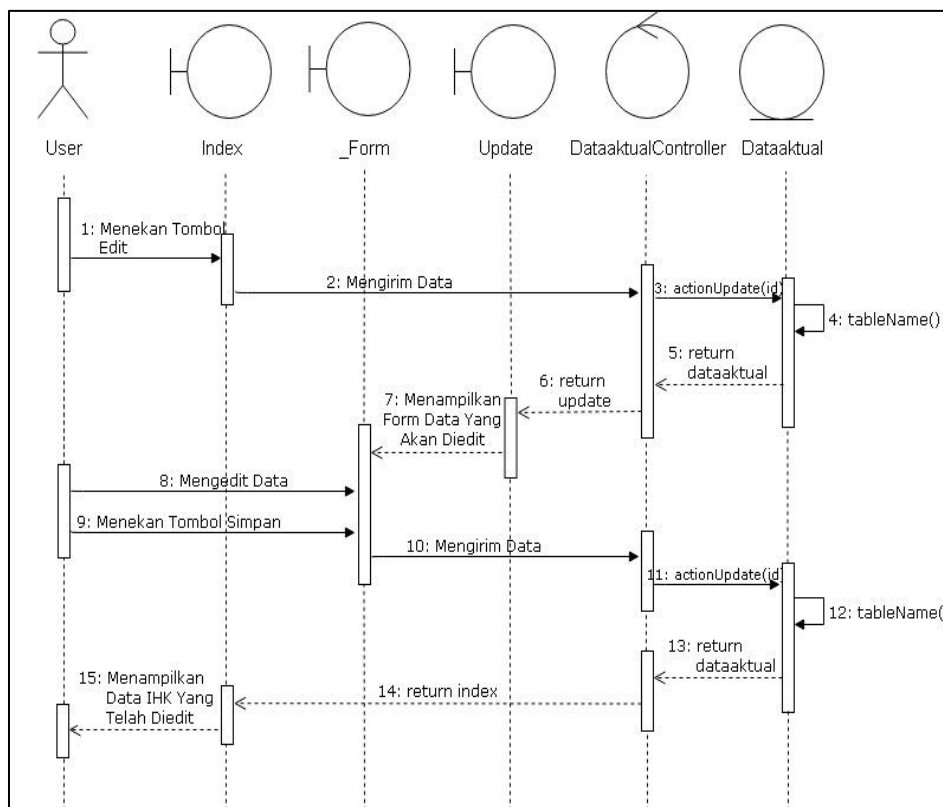 User
Index
_Form
Update
DataaktualController
Dataaktual
1: Menekan Tombol
Edit
2: Mengirim Data
3: actionUpdate(id)
4: tableName()
5: return
dataaktual
6: return
update
7: Menampilkan
Form Data Yang
Akan Diedit
8: Mengedit Data
9: Menekan Tombol Simpan
10: Mengirim Data
11: actionUpdate(id)
12: tableName(
13: return
dataaktual
14: return index
15: Menampilkan
Data IHK Yang
Telah Diedit